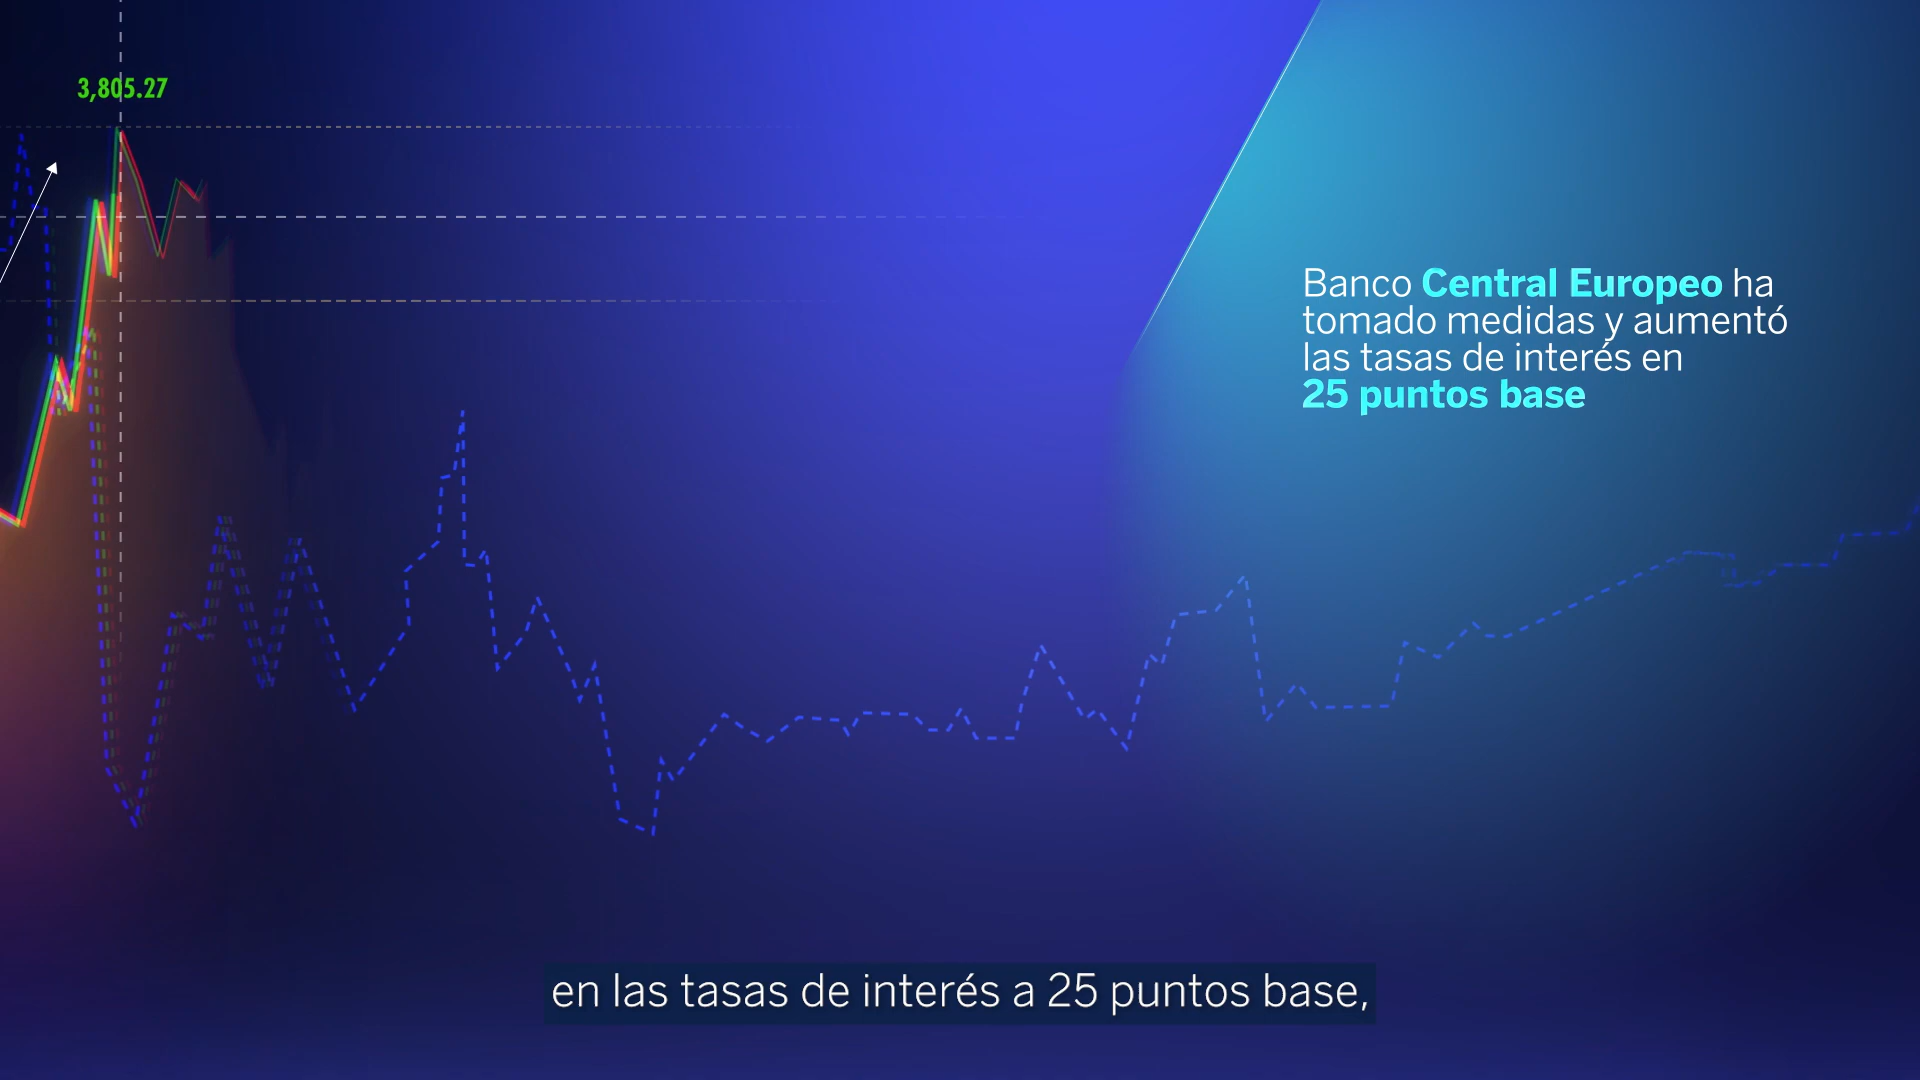 3,805.27
Banco Central Europeo ha
tomado medidas y aumentó
las tasas de interés en
25 puntos base
en las tasas de interés a 25 puntos base,